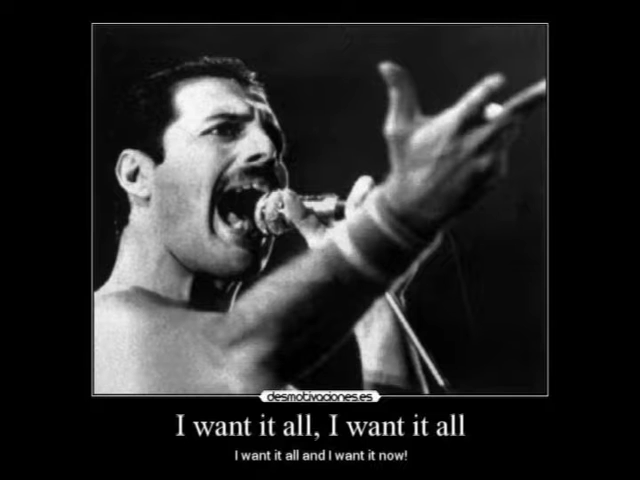 desmotivaciones.es
I want it all, I want it all
I want it all and I want it now!